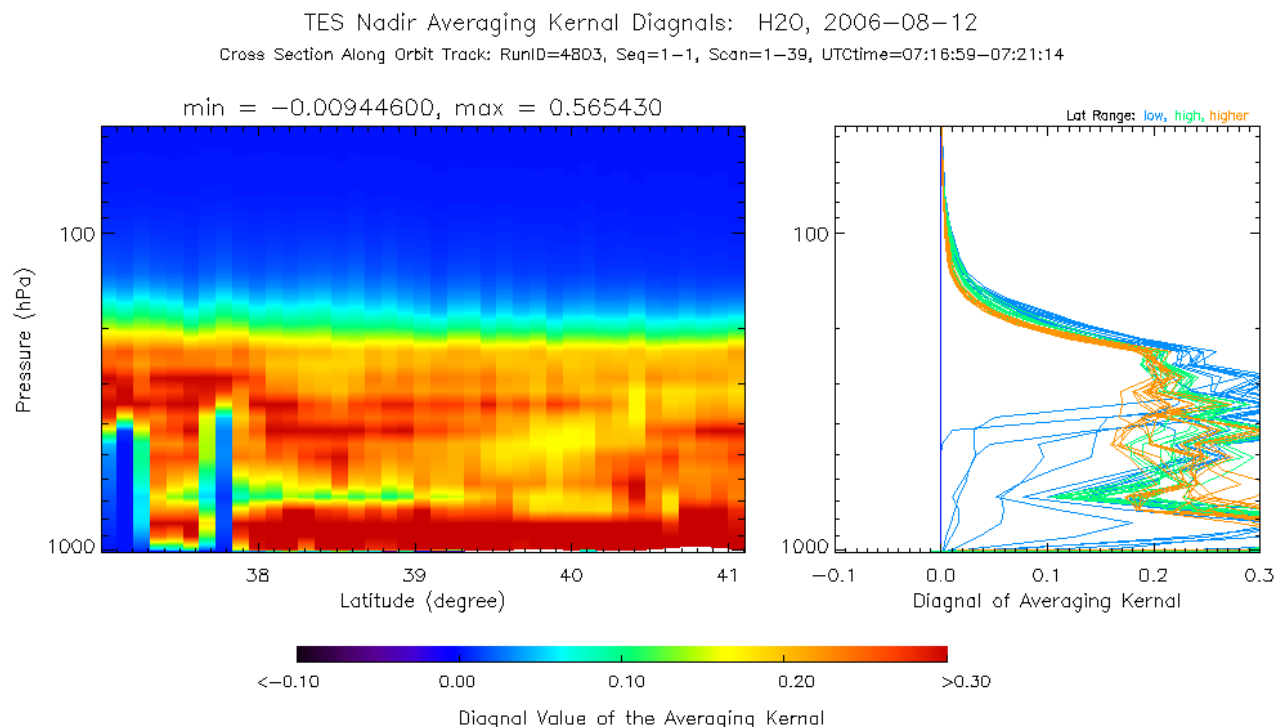 TES Nadir Averaging Kernel Diagnals: H2O, 2006-08-12
Cross Section Along Orbit Track: RunID=4803, Seq=1-1, Scan=1-39, UTCtime=07:16:59-07:21:14
min = -0.00944600, max = 0.565430
Lat Range: low, high, higher
Pressure (hPa)
100
1000
38
39
40
41
Latitude (degree)
100
1000
-0.1
0.0
0.1
0.2
0.3
Diagnal of Averaging Kernel
<-0.10
0.00
0.10
0.20
>0.30
Diagnal Value of the Averaging Kernel